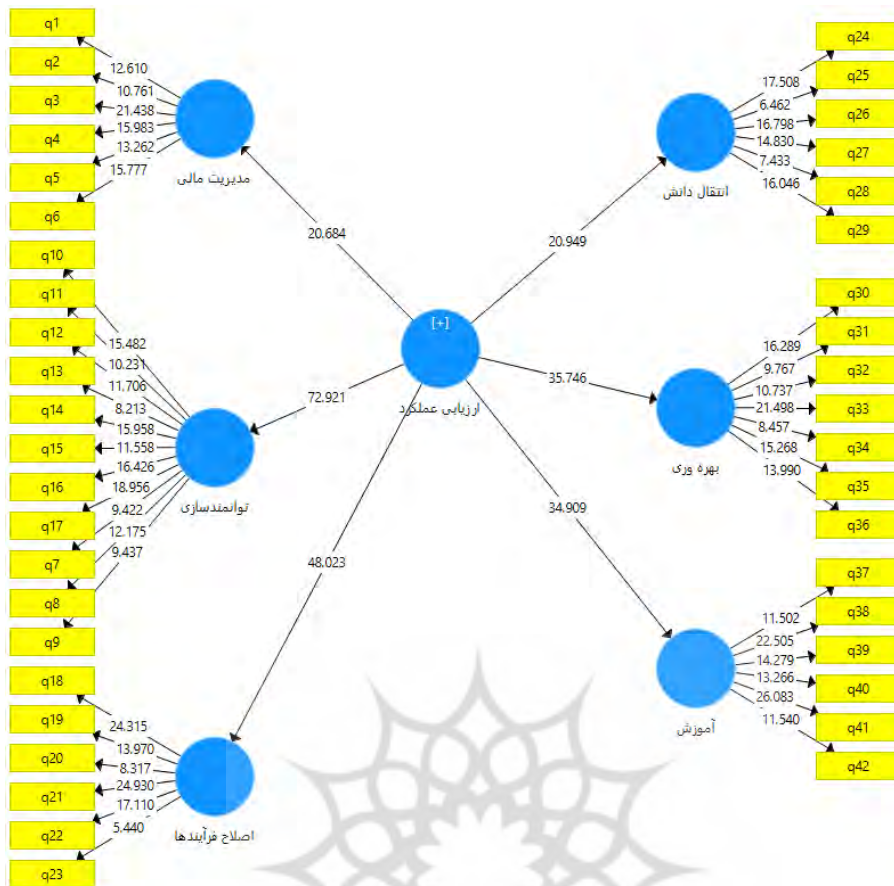 q1
q2
q3
q4
q5
q6
12.610
10.761
21.438
15.983
13.262
15.777
مدیریت مالی
q10
q11
q12
q13
q14
q15
q16
q17
q7
q8
q9
15.482
10.231
11.706
8.213
15.958
11.558
16.426
18.956
9.422
12.175
9.437
توانمندسازی
q18
q19
q20
q21
q22
q23
24.315
13.970
8.317
24.930
17.110
5.440
اصلاح فرآیندها
20.684
72.921
48.023
[+]
ارزیابی عملکرد
20.949
35.746
34.909
q24
q25
q26
q27
q28
q29
17.508
6.462
16.798
14.830
7.433
16.046
انتقال دانش
q30
q31
q32
q33
q34
q35
q36
16.289
9.767
10.737
21.498
8.457
15.268
13.990
بهره وری
q37
q38
q39
q40
q41
q42
11.502
22.505
14.279
13.266
26.083
11.540
آموزش